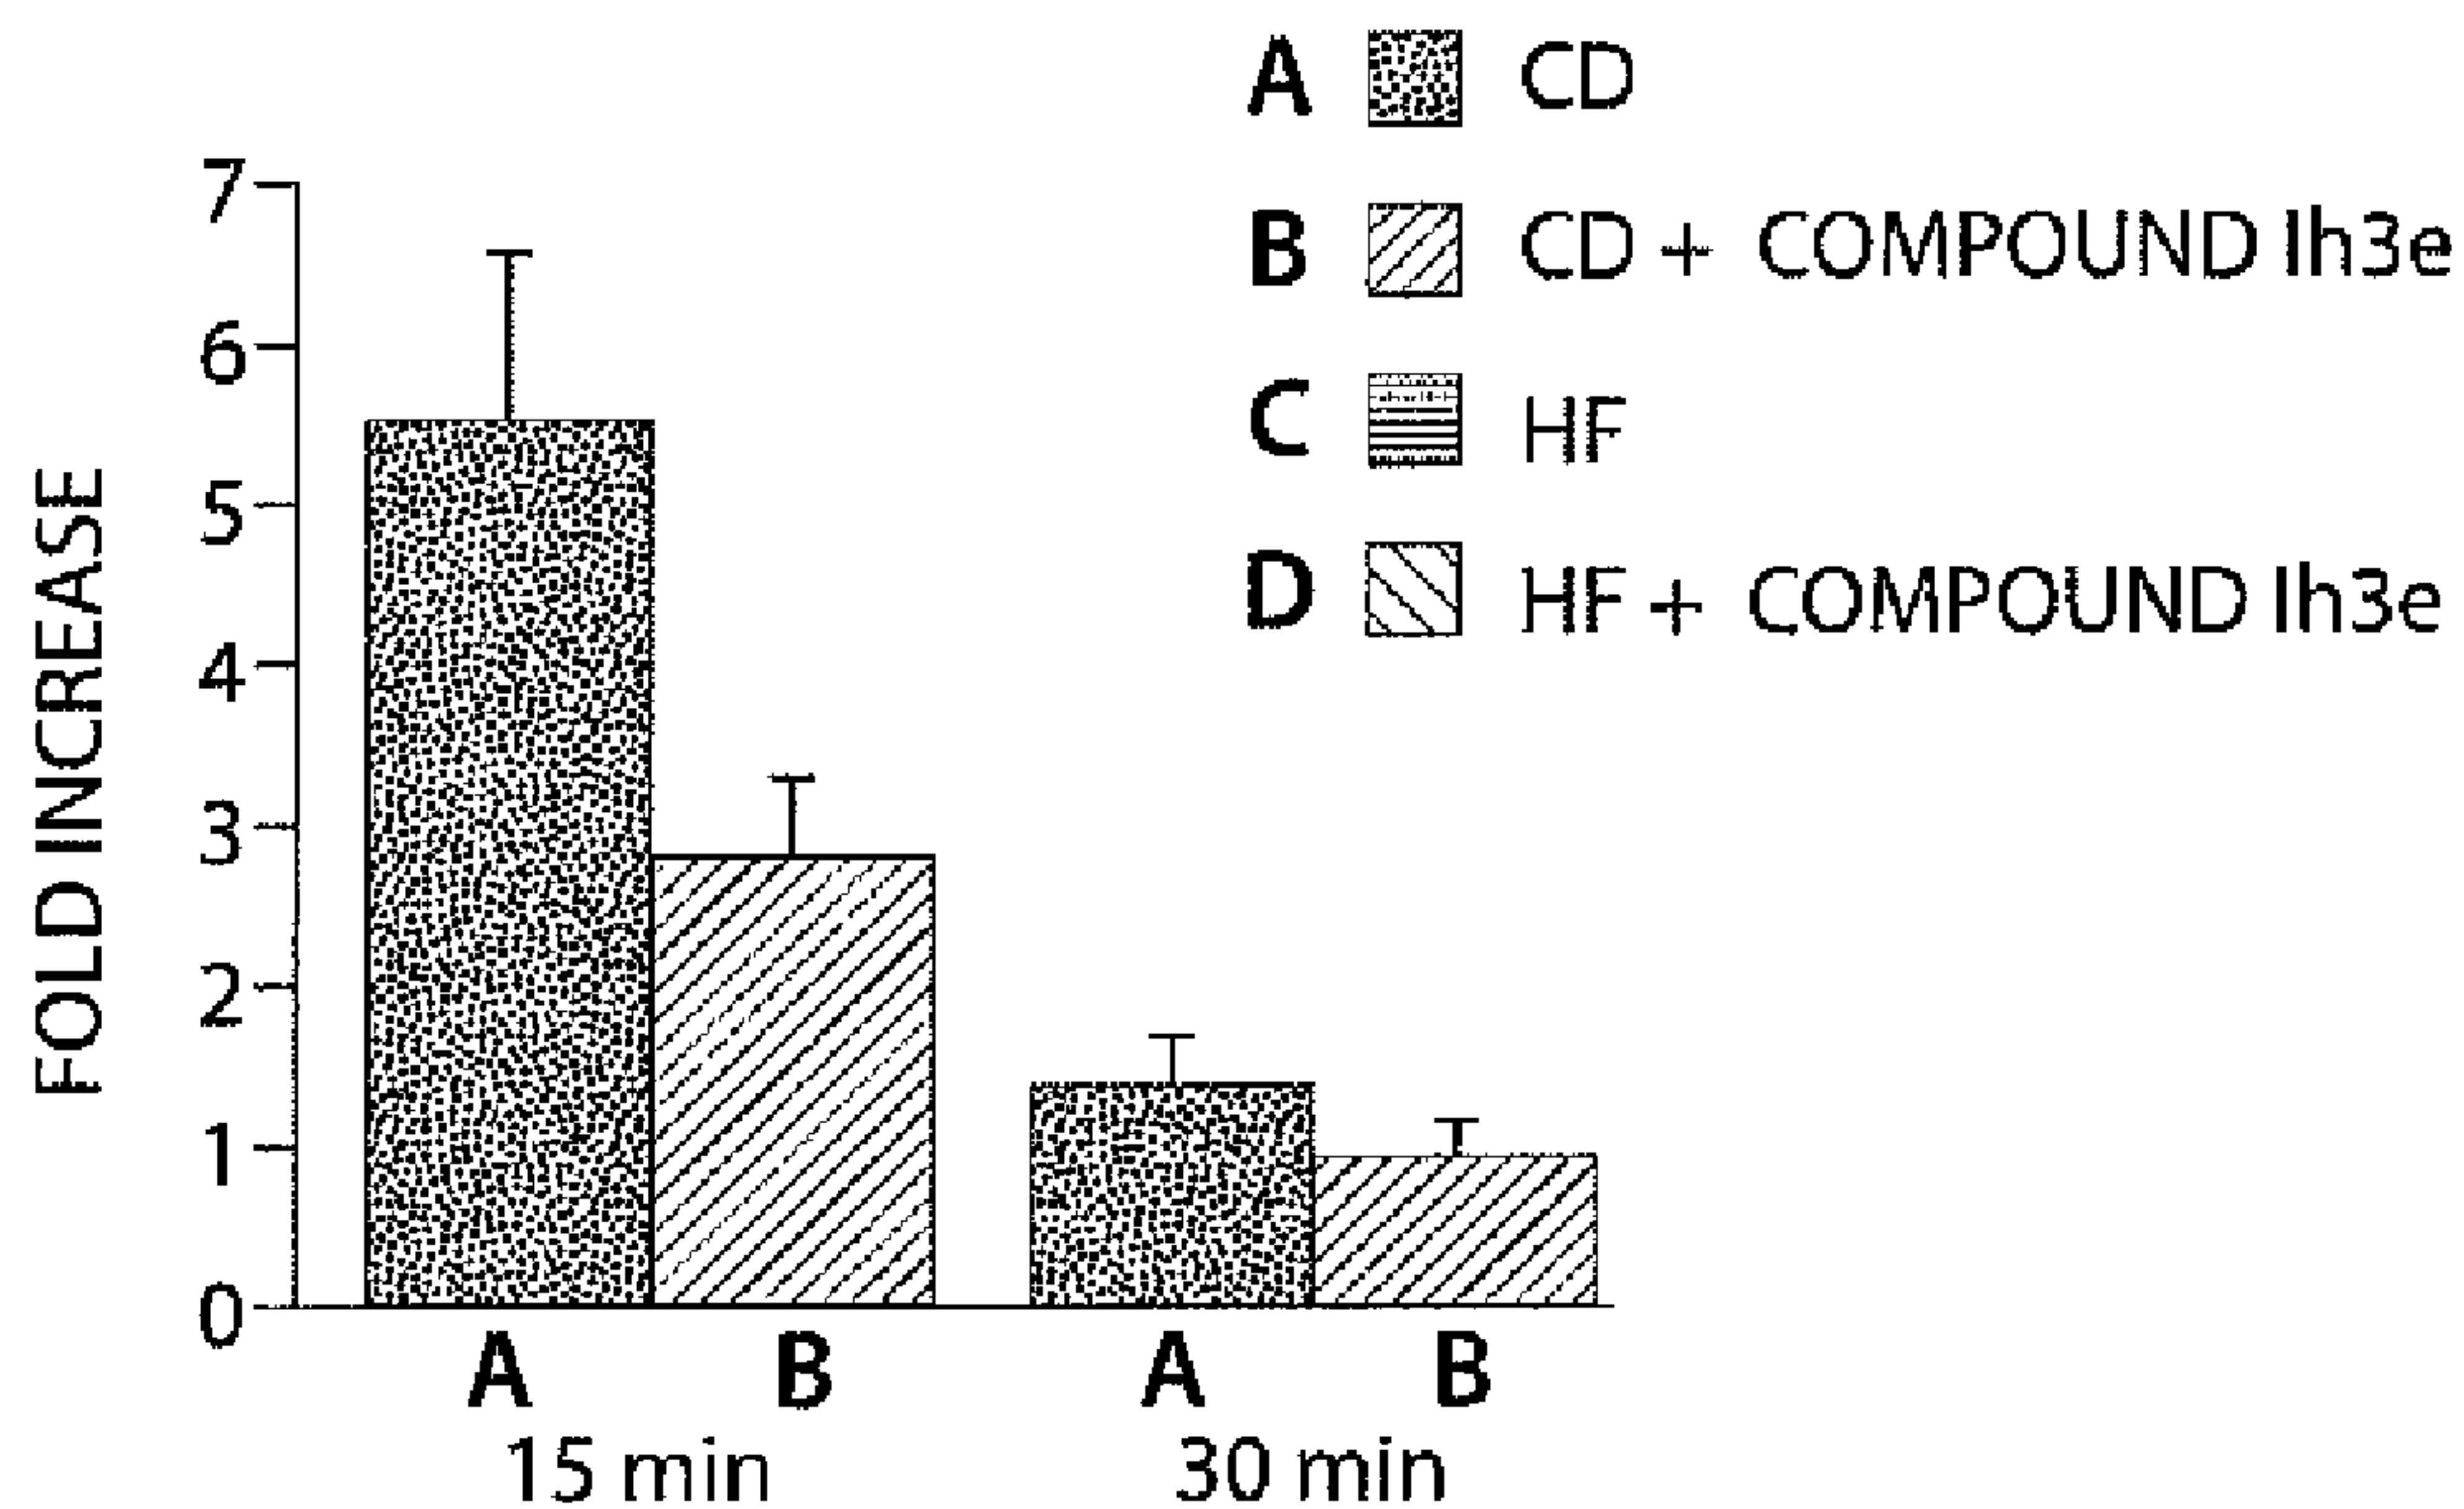 A CD
B CD + COMPOUND Ih3e
C HF
D HF + COMPOUND Ih3e
FOLD INCREASE
7
6
5
4
3
2
1
0
A B A B
15 min 30 min